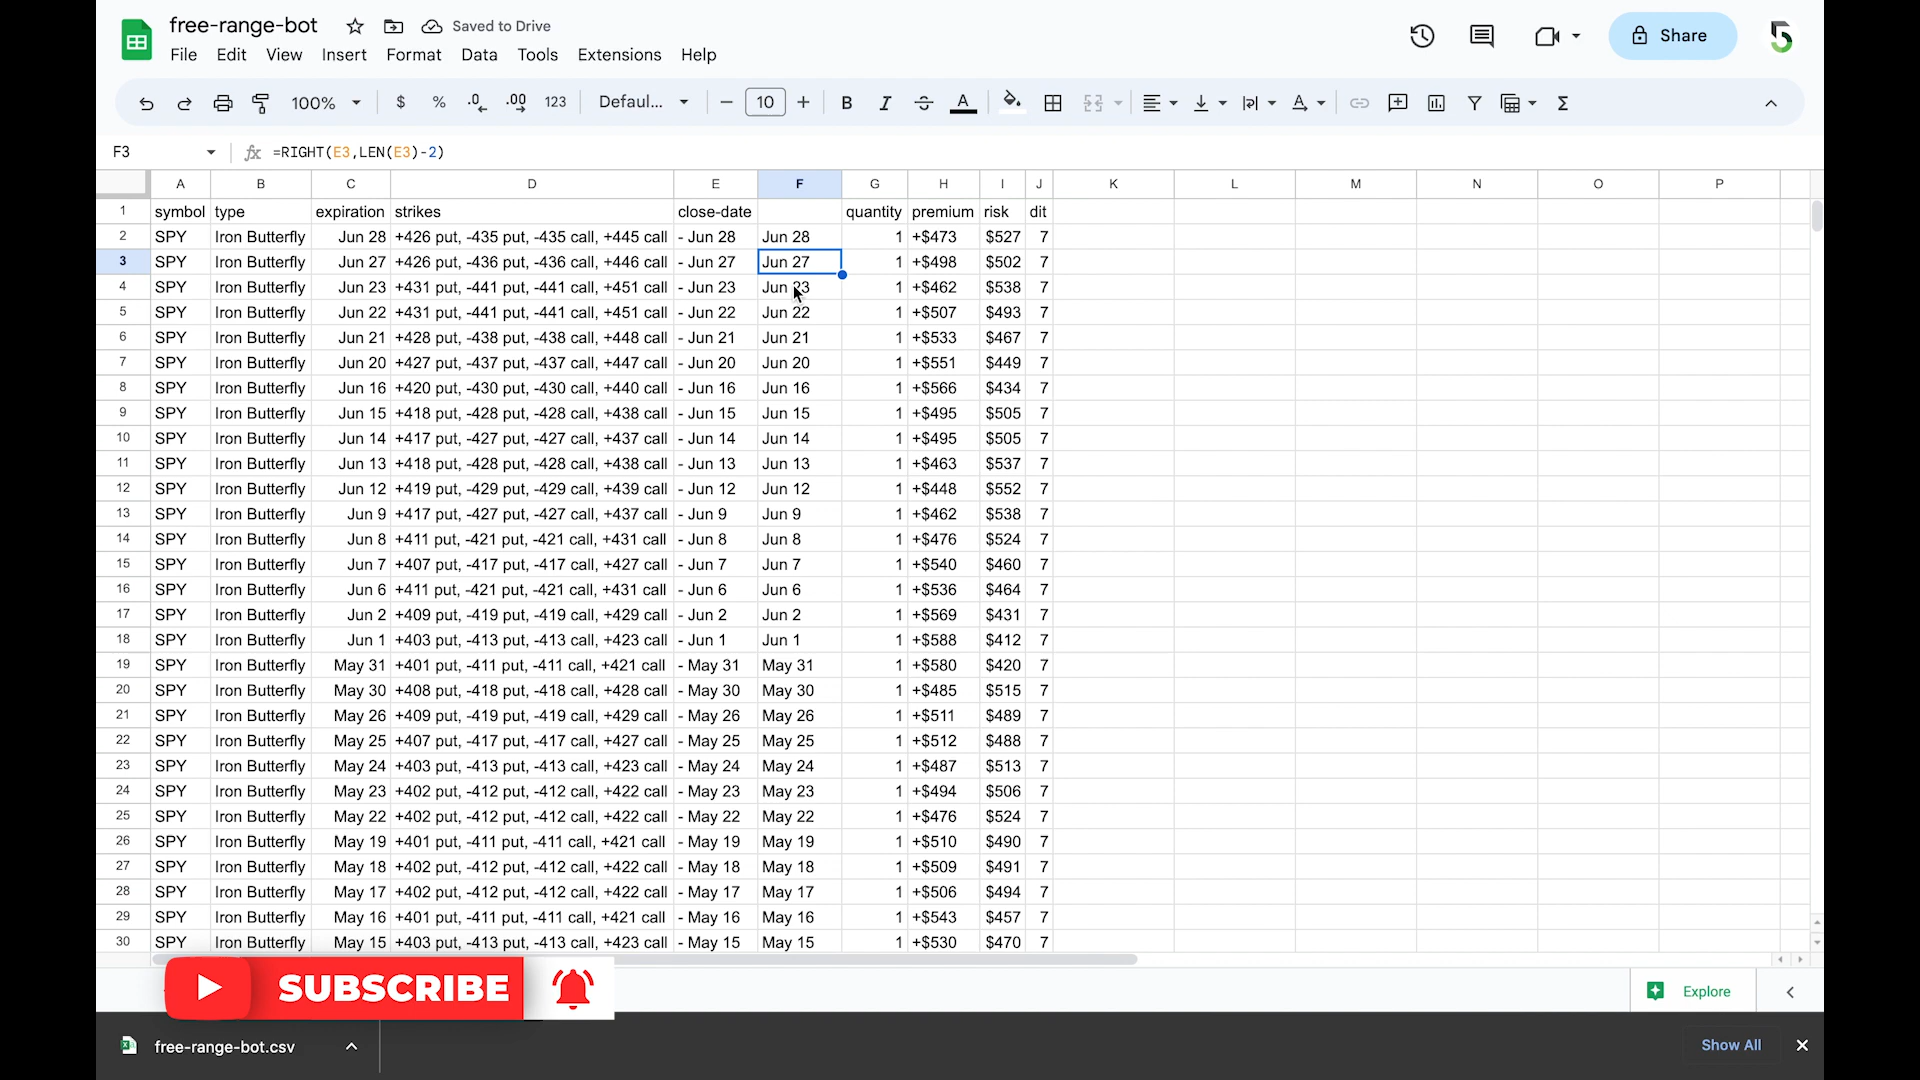 free-range-bot Saved to Drive
File Edit View Insert Format Data Tools Extensions Help
Share
100% $ % .0 .00 123 Defaul... 10 B I S A Σ
F3 fx =RIGHT(E3,LEN(E3)-2)
A B C D E F G H I J K L M N O P
1 symbol type expiration strikes close-date quantity premium risk dit
2 SPY Iron Butterfly Jun 28 +426 put, -435 put, -435 call, +445 call - Jun 28 Jun 28 1 +$473 $527 7
3 SPY Iron Butterfly Jun 27 +426 put, -436 put, -436 call, +446 call - Jun 27 Jun 27 1 +$498 $502 7
4 SPY Iron Butterfly Jun 23 +431 put, -441 put, -441 call, +451 call - Jun 23 Jun 23 1 +$462 $538 7
5 SPY Iron Butterfly Jun 22 +431 put, -441 put, -441 call, +451 call - Jun 22 Jun 22 1 +$507 $493 7
6 SPY Iron Butterfly Jun 21 +428 put, -438 put, -438 call, +448 call - Jun 21 Jun 21 1 +$533 $467 7
7 SPY Iron Butterfly Jun 20 +427 put, -437 put, -437 call, +447 call - Jun 20 Jun 20 1 +$551 $449 7
8 SPY Iron Butterfly Jun 16 +420 put, -430 put, -430 call, +440 call - Jun 16 Jun 16 1 +$566 $434 7
9 SPY Iron Butterfly Jun 15 +418 put, -428 put, -428 call, +438 call - Jun 15 Jun 15 1 +$495 $505 7
10 SPY Iron Butterfly Jun 14 +417 put, -427 put, -427 call, +437 call - Jun 14 Jun 14 1 +$495 $505 7
11 SPY Iron Butterfly Jun 13 +418 put, -428 put, -428 call, +438 call - Jun 13 Jun 13 1 +$463 $537 7
12 SPY Iron Butterfly Jun 12 +419 put, -429 put, -429 call, +439 call - Jun 12 Jun 12 1 +$448 $552 7
13 SPY Iron Butterfly Jun 9 +417 put, -427 put, -427 call, +437 call - Jun 9 Jun 9 1 +$462 $538 7
14 SPY Iron Butterfly Jun 8 +411 put, -421 put, -421 call, +431 call - Jun 8 Jun 8 1 +$476 $524 7
15 SPY Iron Butterfly Jun 7 +407 put, -417 put, -417 call, +427 call - Jun 7 Jun 7 1 +$540 $460 7
16 SPY Iron Butterfly Jun 6 +411 put, -421 put, -421 call, +431 call - Jun 6 Jun 6 1 +$536 $464 7
17 SPY Iron Butterfly Jun 2 +409 put, -419 put, -419 call, +429 call - Jun 2 Jun 2 1 +$569 $431 7
18 SPY Iron Butterfly Jun 1 +403 put, -413 put, -413 call, +423 call - Jun 1 Jun 1 1 +$588 $412 7
19 SPY Iron Butterfly May 31 +401 put, -411 put, -411 call, +421 call - May 31 May 31 1 +$580 $420 7
20 SPY Iron Butterfly May 30 +408 put, -418 put, -418 call, +428 call - May 30 May 30 1 +$485 $515 7
21 SPY Iron Butterfly May 26 +409 put, -419 put, -419 call, +429 call - May 26 May 26 1 +$511 $489 7
22 SPY Iron Butterfly May 25 +407 put, -417 put, -417 call, +427 call - May 25 May 25 1 +$512 $488 7
23 SPY Iron Butterfly May 24 +403 put, -413 put, -413 call, +423 call - May 24 May 24 1 +$487 $513 7
24 SPY Iron Butterfly May 23 +402 put, -412 put, -412 call, +422 call - May 23 May 23 1 +$494 $506 7
25 SPY Iron Butterfly May 22 +402 put, -412 put, -412 call, +422 call - May 22 May 22 1 +$476 $524 7
26 SPY Iron Butterfly May 19 +401 put, -411 put, -411 call, +421 call - May 19 May 19 1 +$510 $490 7
27 SPY Iron Butterfly May 18 +402 put, -412 put, -412 call, +422 call - May 18 May 18 1 +$509 $491 7
28 SPY Iron Butterfly May 17 +402 put, -412 put, -412 call, +422 call - May 17 May 17 1 +$506 $494 7
29 SPY Iron Butterfly May 16 +401 put, -411 put, -411 call, +421 call - May 16 May 16 1 +$543 $457 7
30 SPY Iron Butterfly May 15 +403 put, -413 put, -413 call, +423 call - May 15 May 15 1 +$530 $470 7
SUBSCRIBE
Explore
free-range-bot.csv Show All